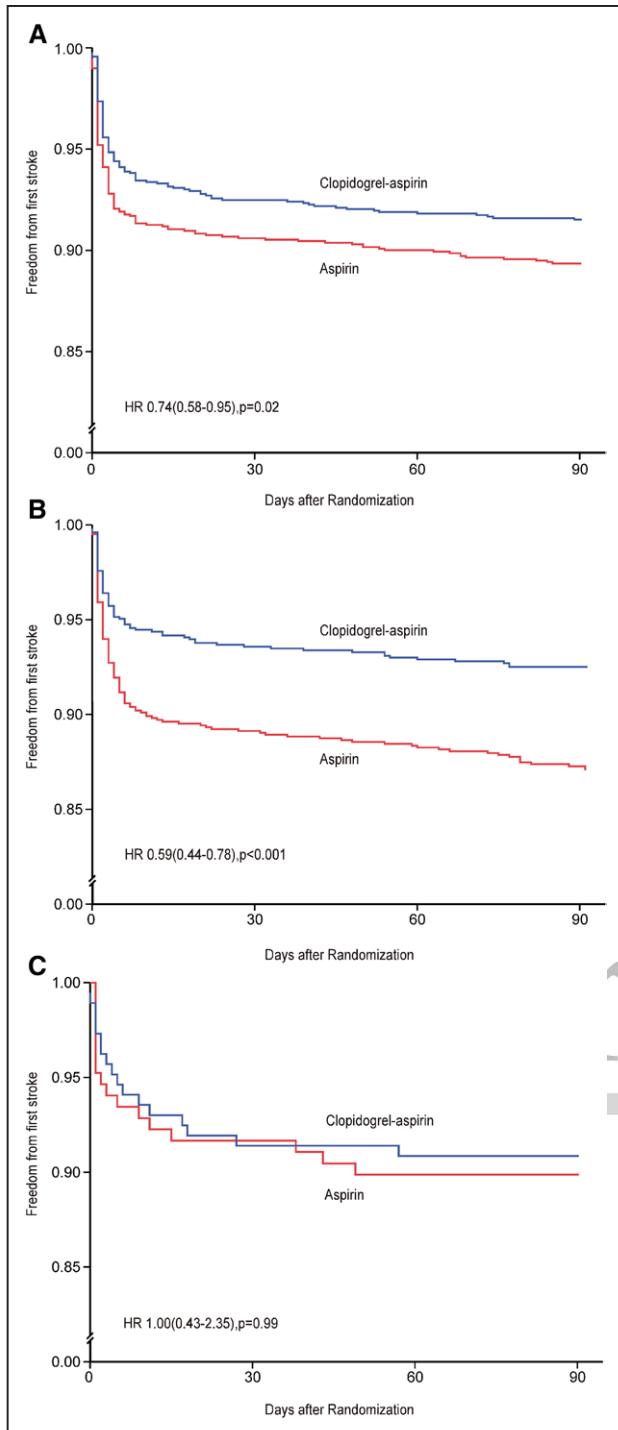 A
1.00
0.95
0.90
0.85
0.00
Freedom from first stroke
Clopidogrel-aspirin
Aspirin
HR 0.74(0.58-0.95),p=0.02
0 30 60 90
Days after Randomization
B
1.00
0.95
0.90
0.85
0.00
Freedom from first stroke
Clopidogrel-aspirin
Aspirin
HR 0.59(0.44-0.78),p<0.001
0 30 60 90
Days after Randomization
C
1.00
0.95
0.90
0.85
0.00
Freedom from first stroke
Clopidogrel-aspirin
Aspirin
HR 1.00(0.43-2.35),p=0.99
0 30 60 90
Days after Randomization